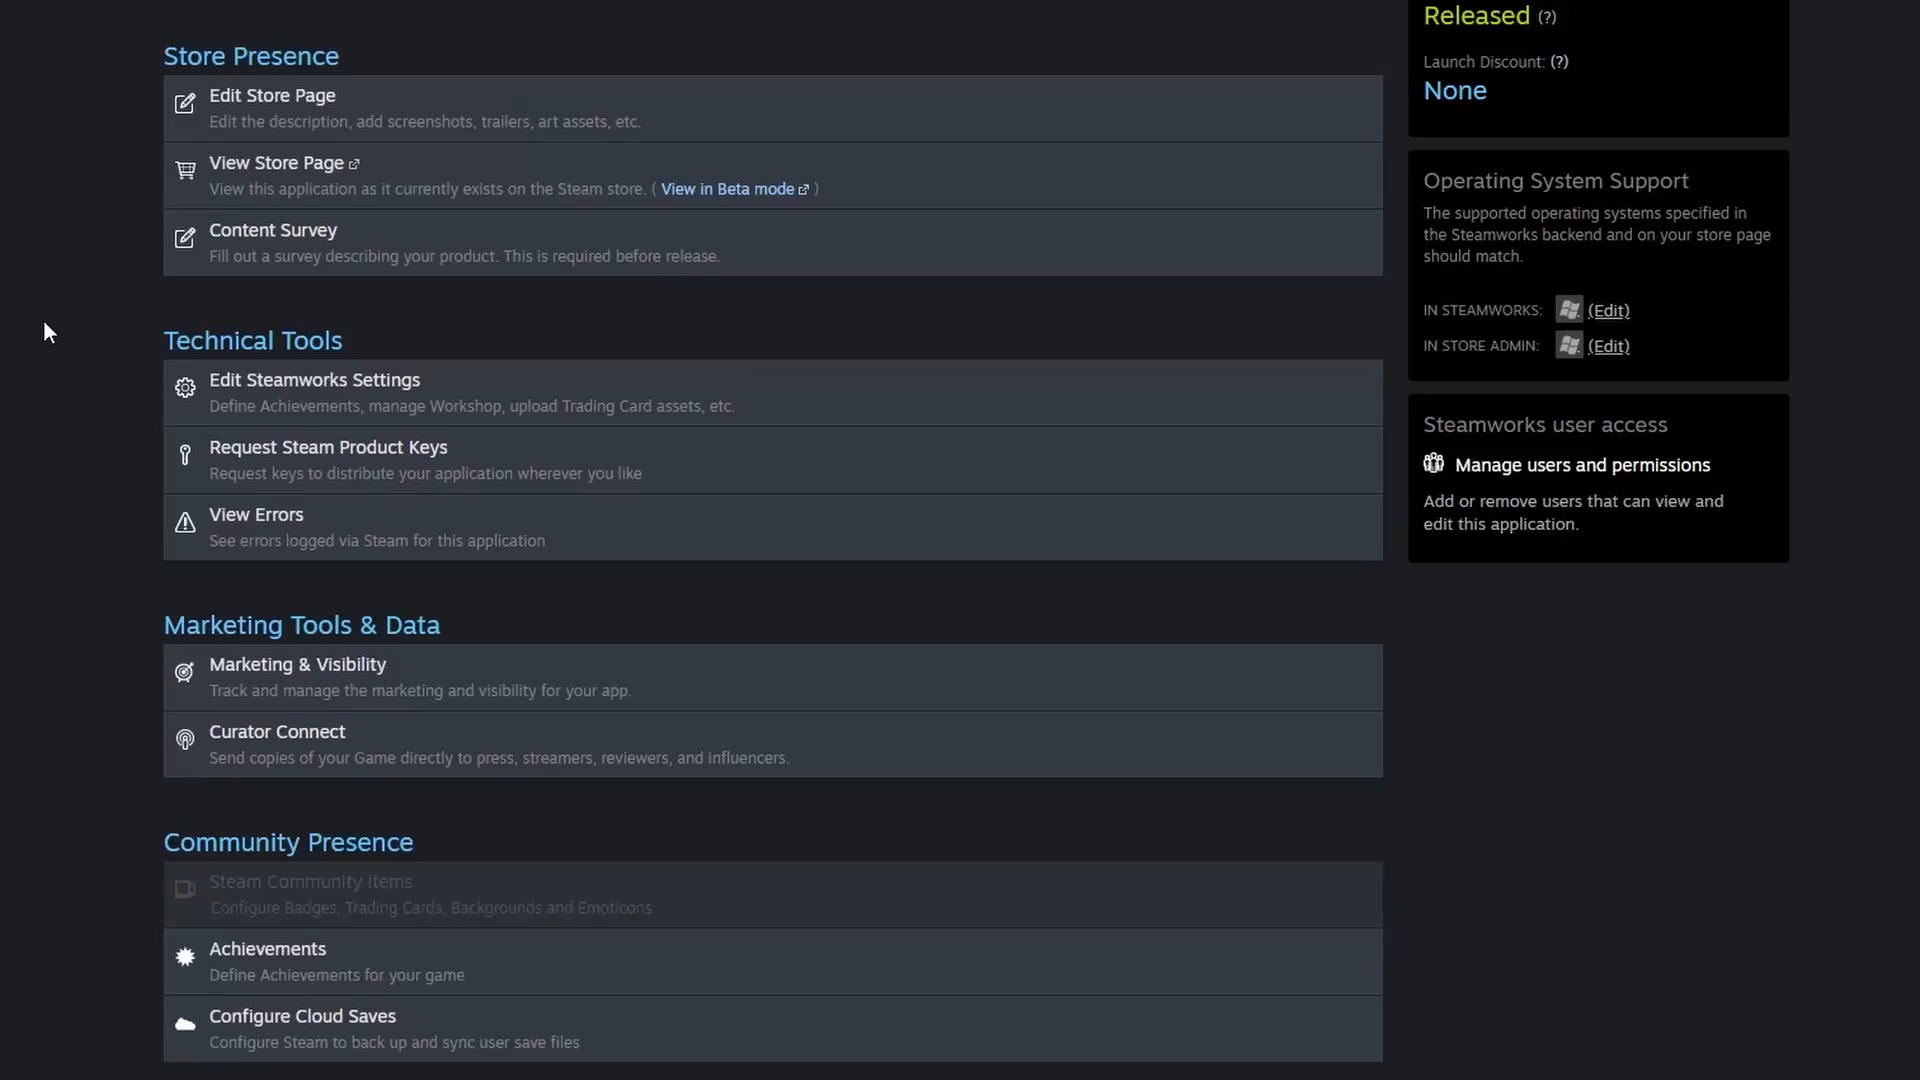 Store Presence
Edit Store Page
Edit the description, add screenshots, trailers, art assets, etc.
View Store Page
View this application as it currently exists on the Steam store. ( View in Beta mode )
Content Survey
Fill out a survey describing your product. This is required before release.
Technical Tools
Edit Steamworks Settings
Define Achievements, manage Workshop, upload Trading Card assets, etc.
Request Steam Product Keys
Request keys to distribute your application wherever you like
View Errors
See errors logged via Steam for this application
Marketing Tools & Data
Marketing & Visibility
Track and manage the marketing and visibility for your app.
Curator Connect
Send copies of your Game directly to press, streamers, reviewers, and influencers.
Community Presence
Steam Community Items
Configure Badges, Trading Cards, Backgrounds and Emoticons
Achievements
Define Achievements for your game
Configure Cloud Saves
Configure Steam to back up and sync user save files
Released (?)
Launch Discount: (?)
None
Operating System Support
The supported operating systems specified in
the Steamworks backend and on your store page
should match.
IN STEAMWORKS: (Edit)
IN STORE ADMIN: (Edit)
Steamworks user access
Manage users and permissions
Add or remove users that can view and
edit this application.